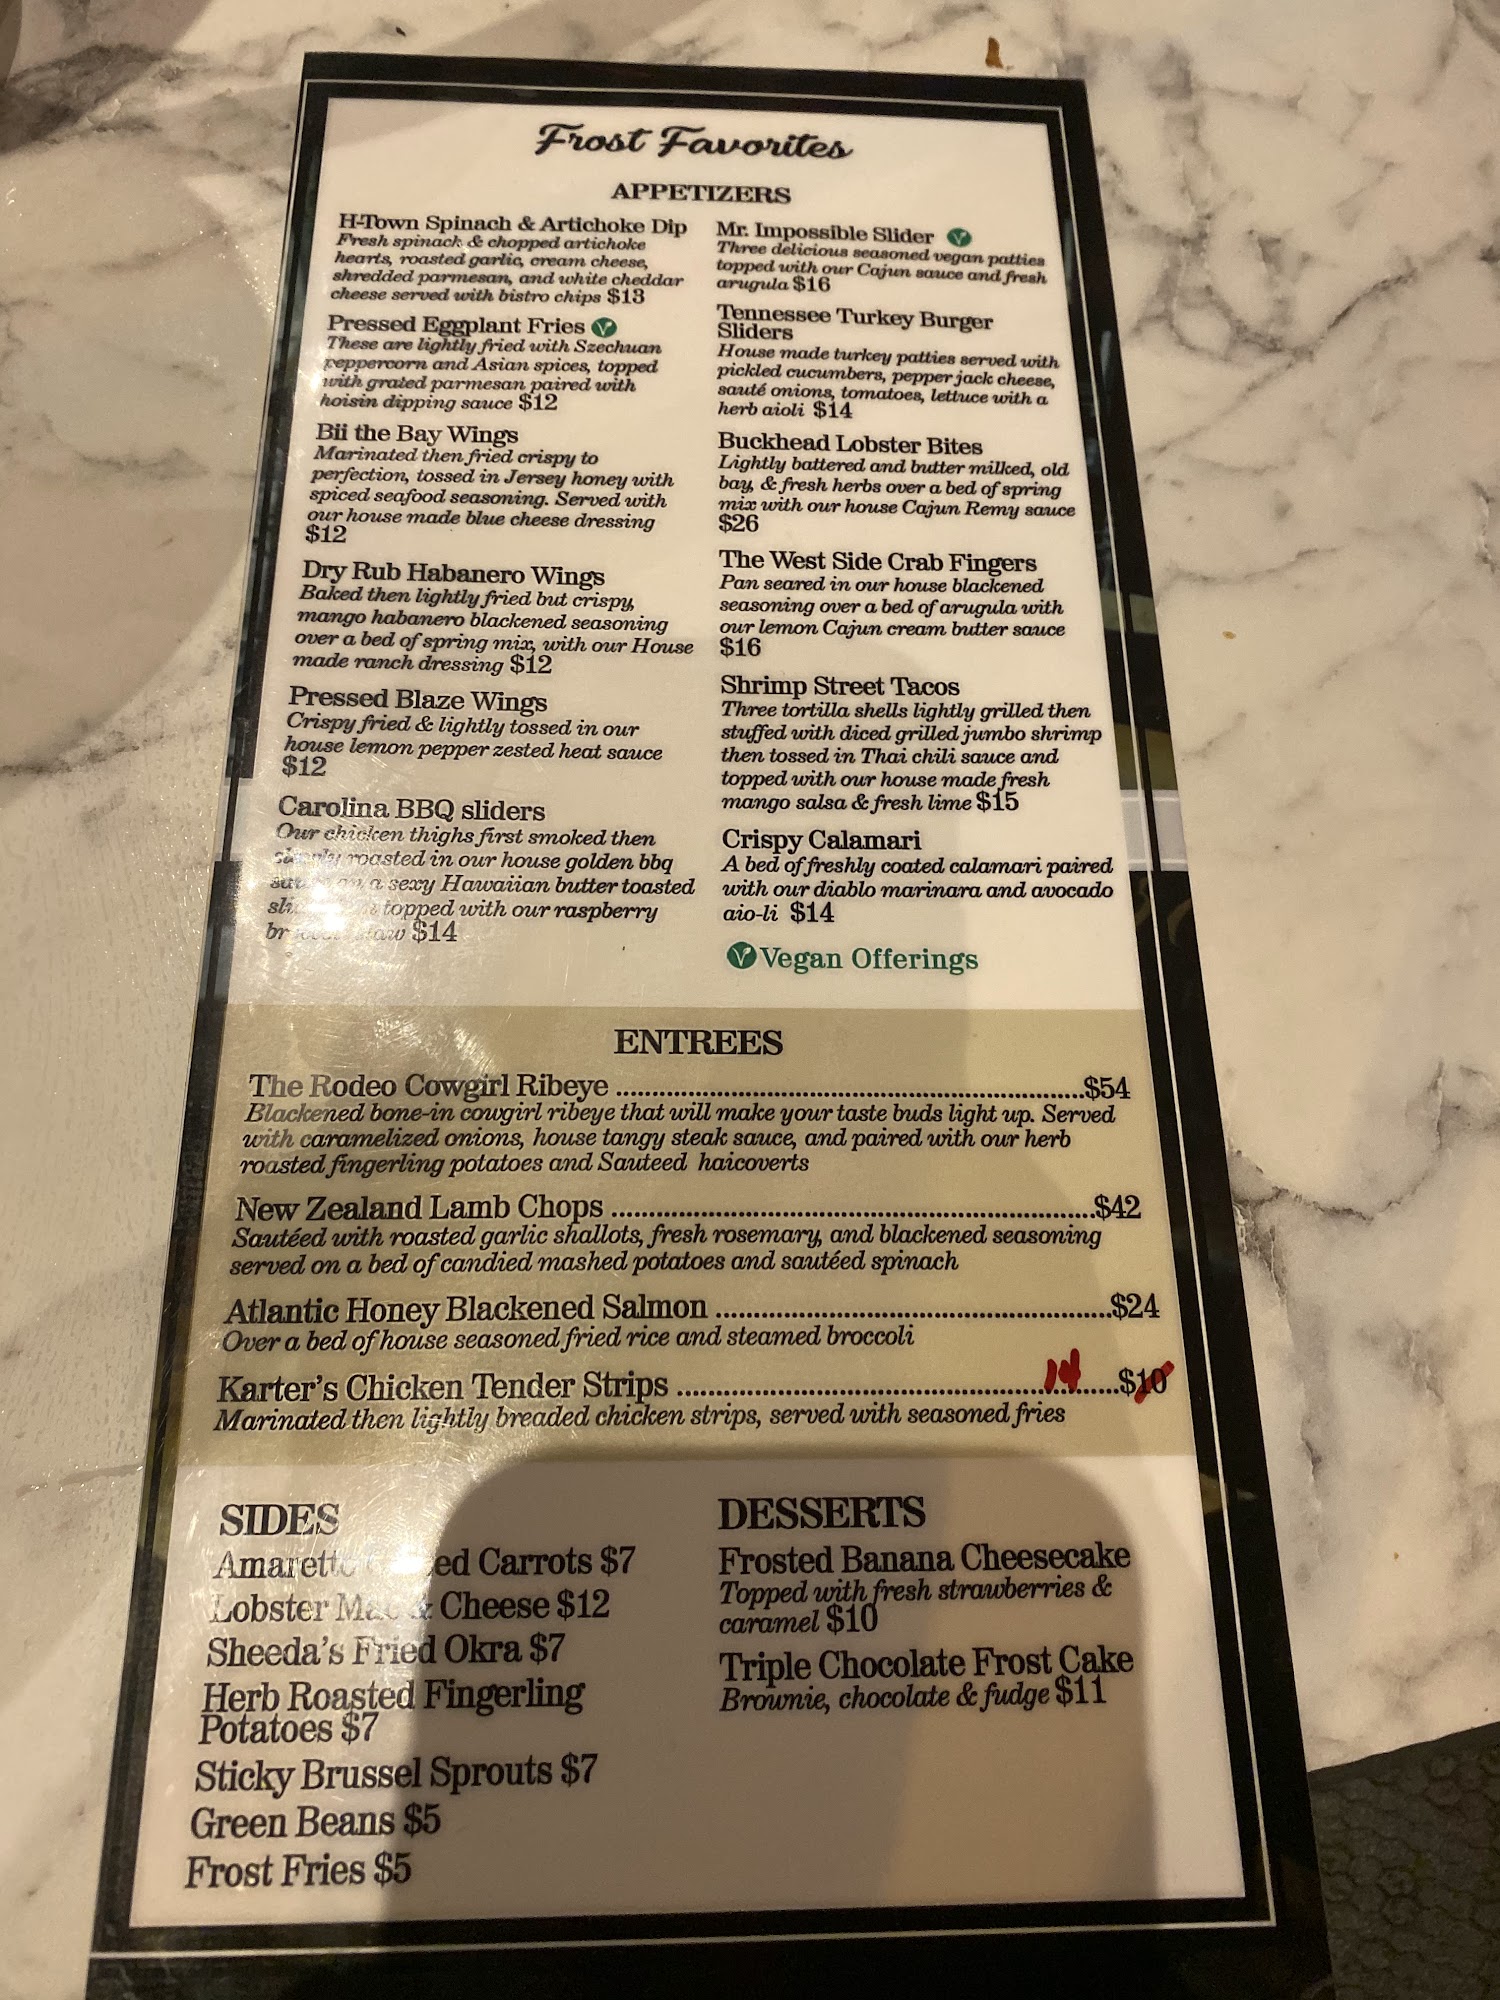 Frost Favorites
APPETIZERS
H-Town Spinach & Artichoke Dip
Fresh spinach & chopped artichoke
hearts, roasted garlic, cream cheese,
shredded parmesan, and white cheddar
cheese served with bistro chips $13
Pressed Eggplant Fries
These are lightly fried with Szechuan
peppercorn and Asian spices, topped
with grated parmesan paired with
hoisin dipping sauce $12
Bii the Bay Wings
Marinated then fried crispy to
perfection, tossed in Jersey honey with
spiced seafood seasoning. Served with
our house made blue cheese dressing
$12
Dry Rub Habanero Wings
Baked then lightly fried but crispy,
mango habanero blackened seasoning
over a bed of spring mix, with our House
made ranch dressing $12
Pressed Blaze Wings
Crispy fried & lightly tossed in our
house lemon pepper zested heat sauce
$12
Carolina BBQ sliders
Our chicken thighs first smoked then
roasted in our house golden bbq
on a sexy Hawaiian butter toasted
topped with our raspberry
$14
Mr. Impossible Slider
Three delicious seasoned vegan patties
topped with our Cajun sauce and fresh
arugula $16
Tennessee Turkey Burger
Sliders
House made turkey patties served with
pickled cucumbers, pepper jack cheese,
sauté onions, tomatoes, lettuce with a
herb aioli $14
Buckhead Lobster Bites
Lightly battered and butter milked, old
bay, & fresh herbs over a bed of spring
mix with our house Cajun Remy sauce
$26
The West Side Crab Fingers
Pan seared in our house blackened
seasoning over a bed of arugula with
our lemon Cajun cream butter sauce
$16
Shrimp Street Tacos
Three tortilla shells lightly grilled then
stuffed with diced grilled jumbo shrimp
then tossed in Thai chili sauce and
topped with our house made fresh
mango salsa & fresh lime $15
Crispy Calamari
A bed of freshly coated calamari paired
with our diablo marinara and avocado
aio-li $14
Vegan Offerings
ENTREES
The Rodeo Cowgirl Ribeye ........ $54
Blackened bone-in cowgirl ribeye that will make your taste buds light up. Served
with caramelized onions, house tangy steak sauce, and paired with our herb
roasted fingerling potatoes and Sauteed haicoverts
New Zealand Lamb Chops ........ $42
Sautéed with roasted garlic shallots, fresh rosemary, and blackened seasoning
served on a bed of candied mashed potatoes and sautéed spinach
Atlantic Honey Blackened Salmon ........ $24
Over a bed of house seasoned fried rice and steamed broccoli
Karter's Chicken Tender Strips ........ 14 $10
Marinated then lightly breaded chicken strips, served with seasoned fries
SIDES
Carrots $7
Lobster Mac & Cheese $12
Sheeda's Fried Okra $7
Herb Roasted Fingerling
Potatoes $7
Sticky Brussel Sprouts $7
Green Beans $5
Frost Fries $5
DESSERTS
Frosted Banana Cheesecake
Topped with fresh strawberries &
caramel $10
Triple Chocolate Frost Cake
Brownie, chocolate & fudge $11